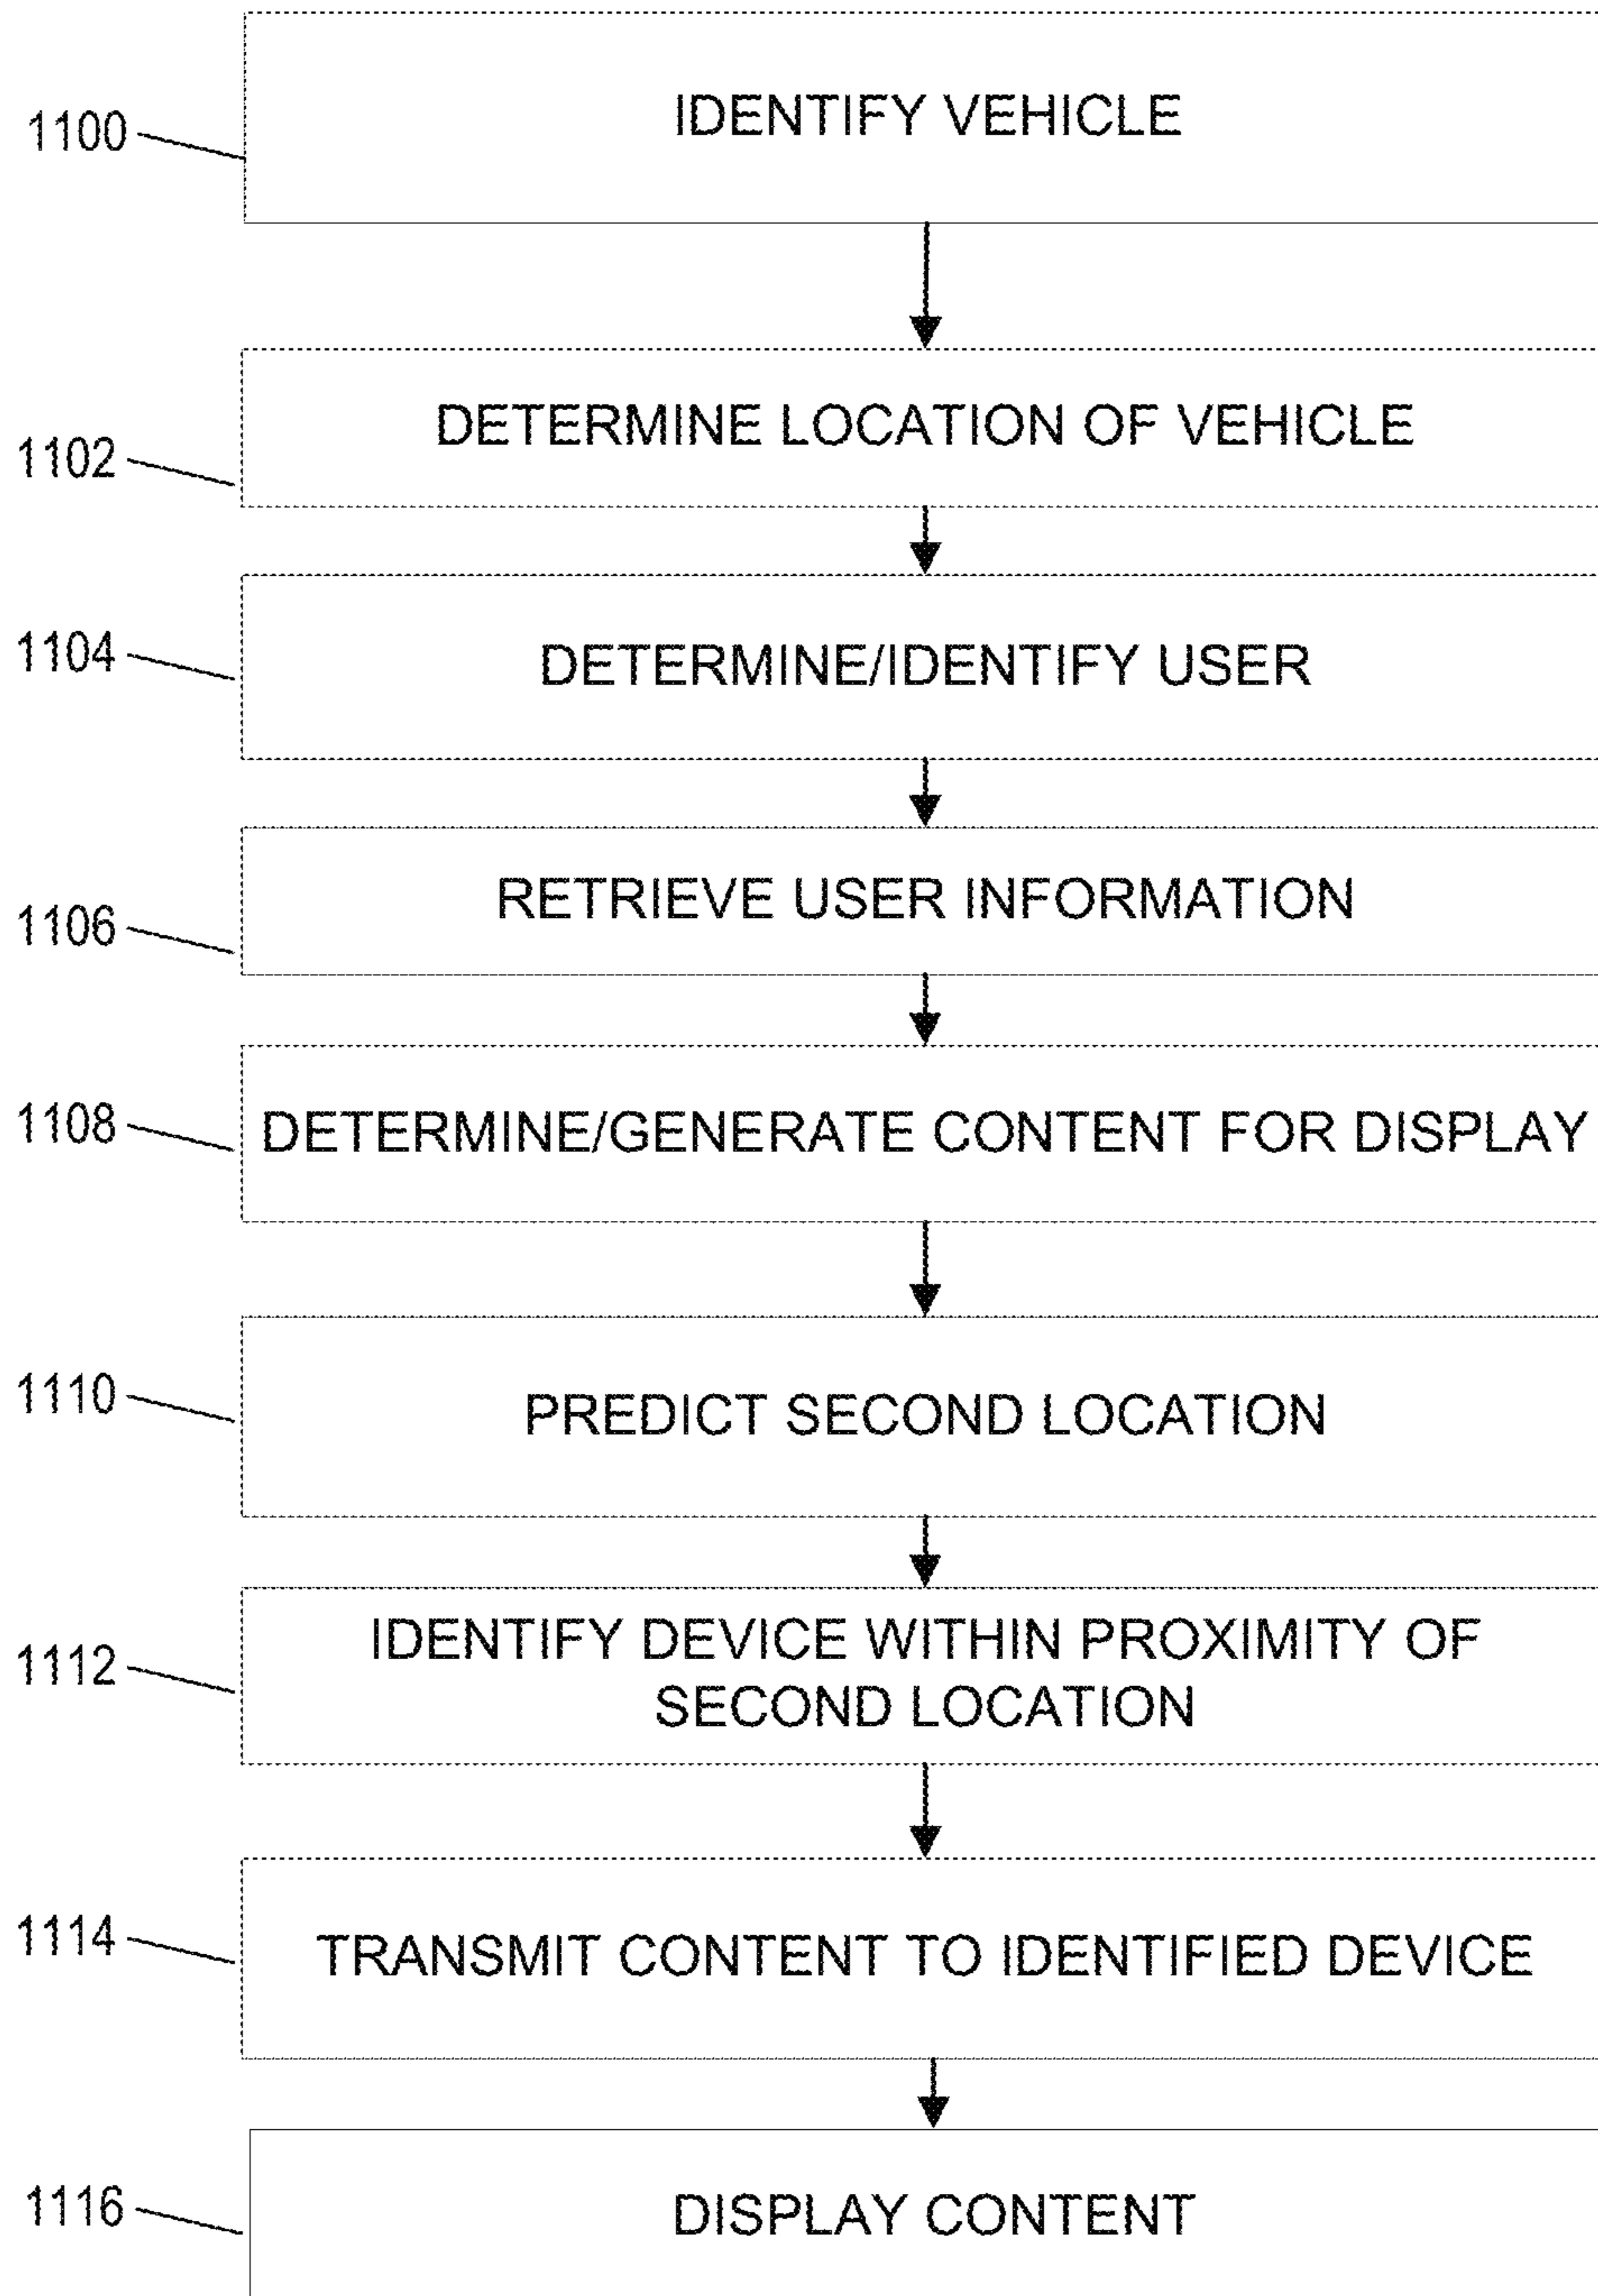 IDENTIFY VEHICLE
1100
DETERMINE LOCATION OF VEHICLE
1102
DETERMINE/IDENTIFY USER
1104
RETRIEVE USER INFORMATION
1106
DETERMINE/GENERATE CONTENT FOR DISPLAY
1108
PREDICT SECOND LOCATION
1110
IDENTIFY DEVICE WITHIN PROXIMITY OF
SECOND LOCATION
1112
TRANSMIT CONTENT TO IDENTIFIED DEVICE
1114
DISPLAY CONTENT
1116